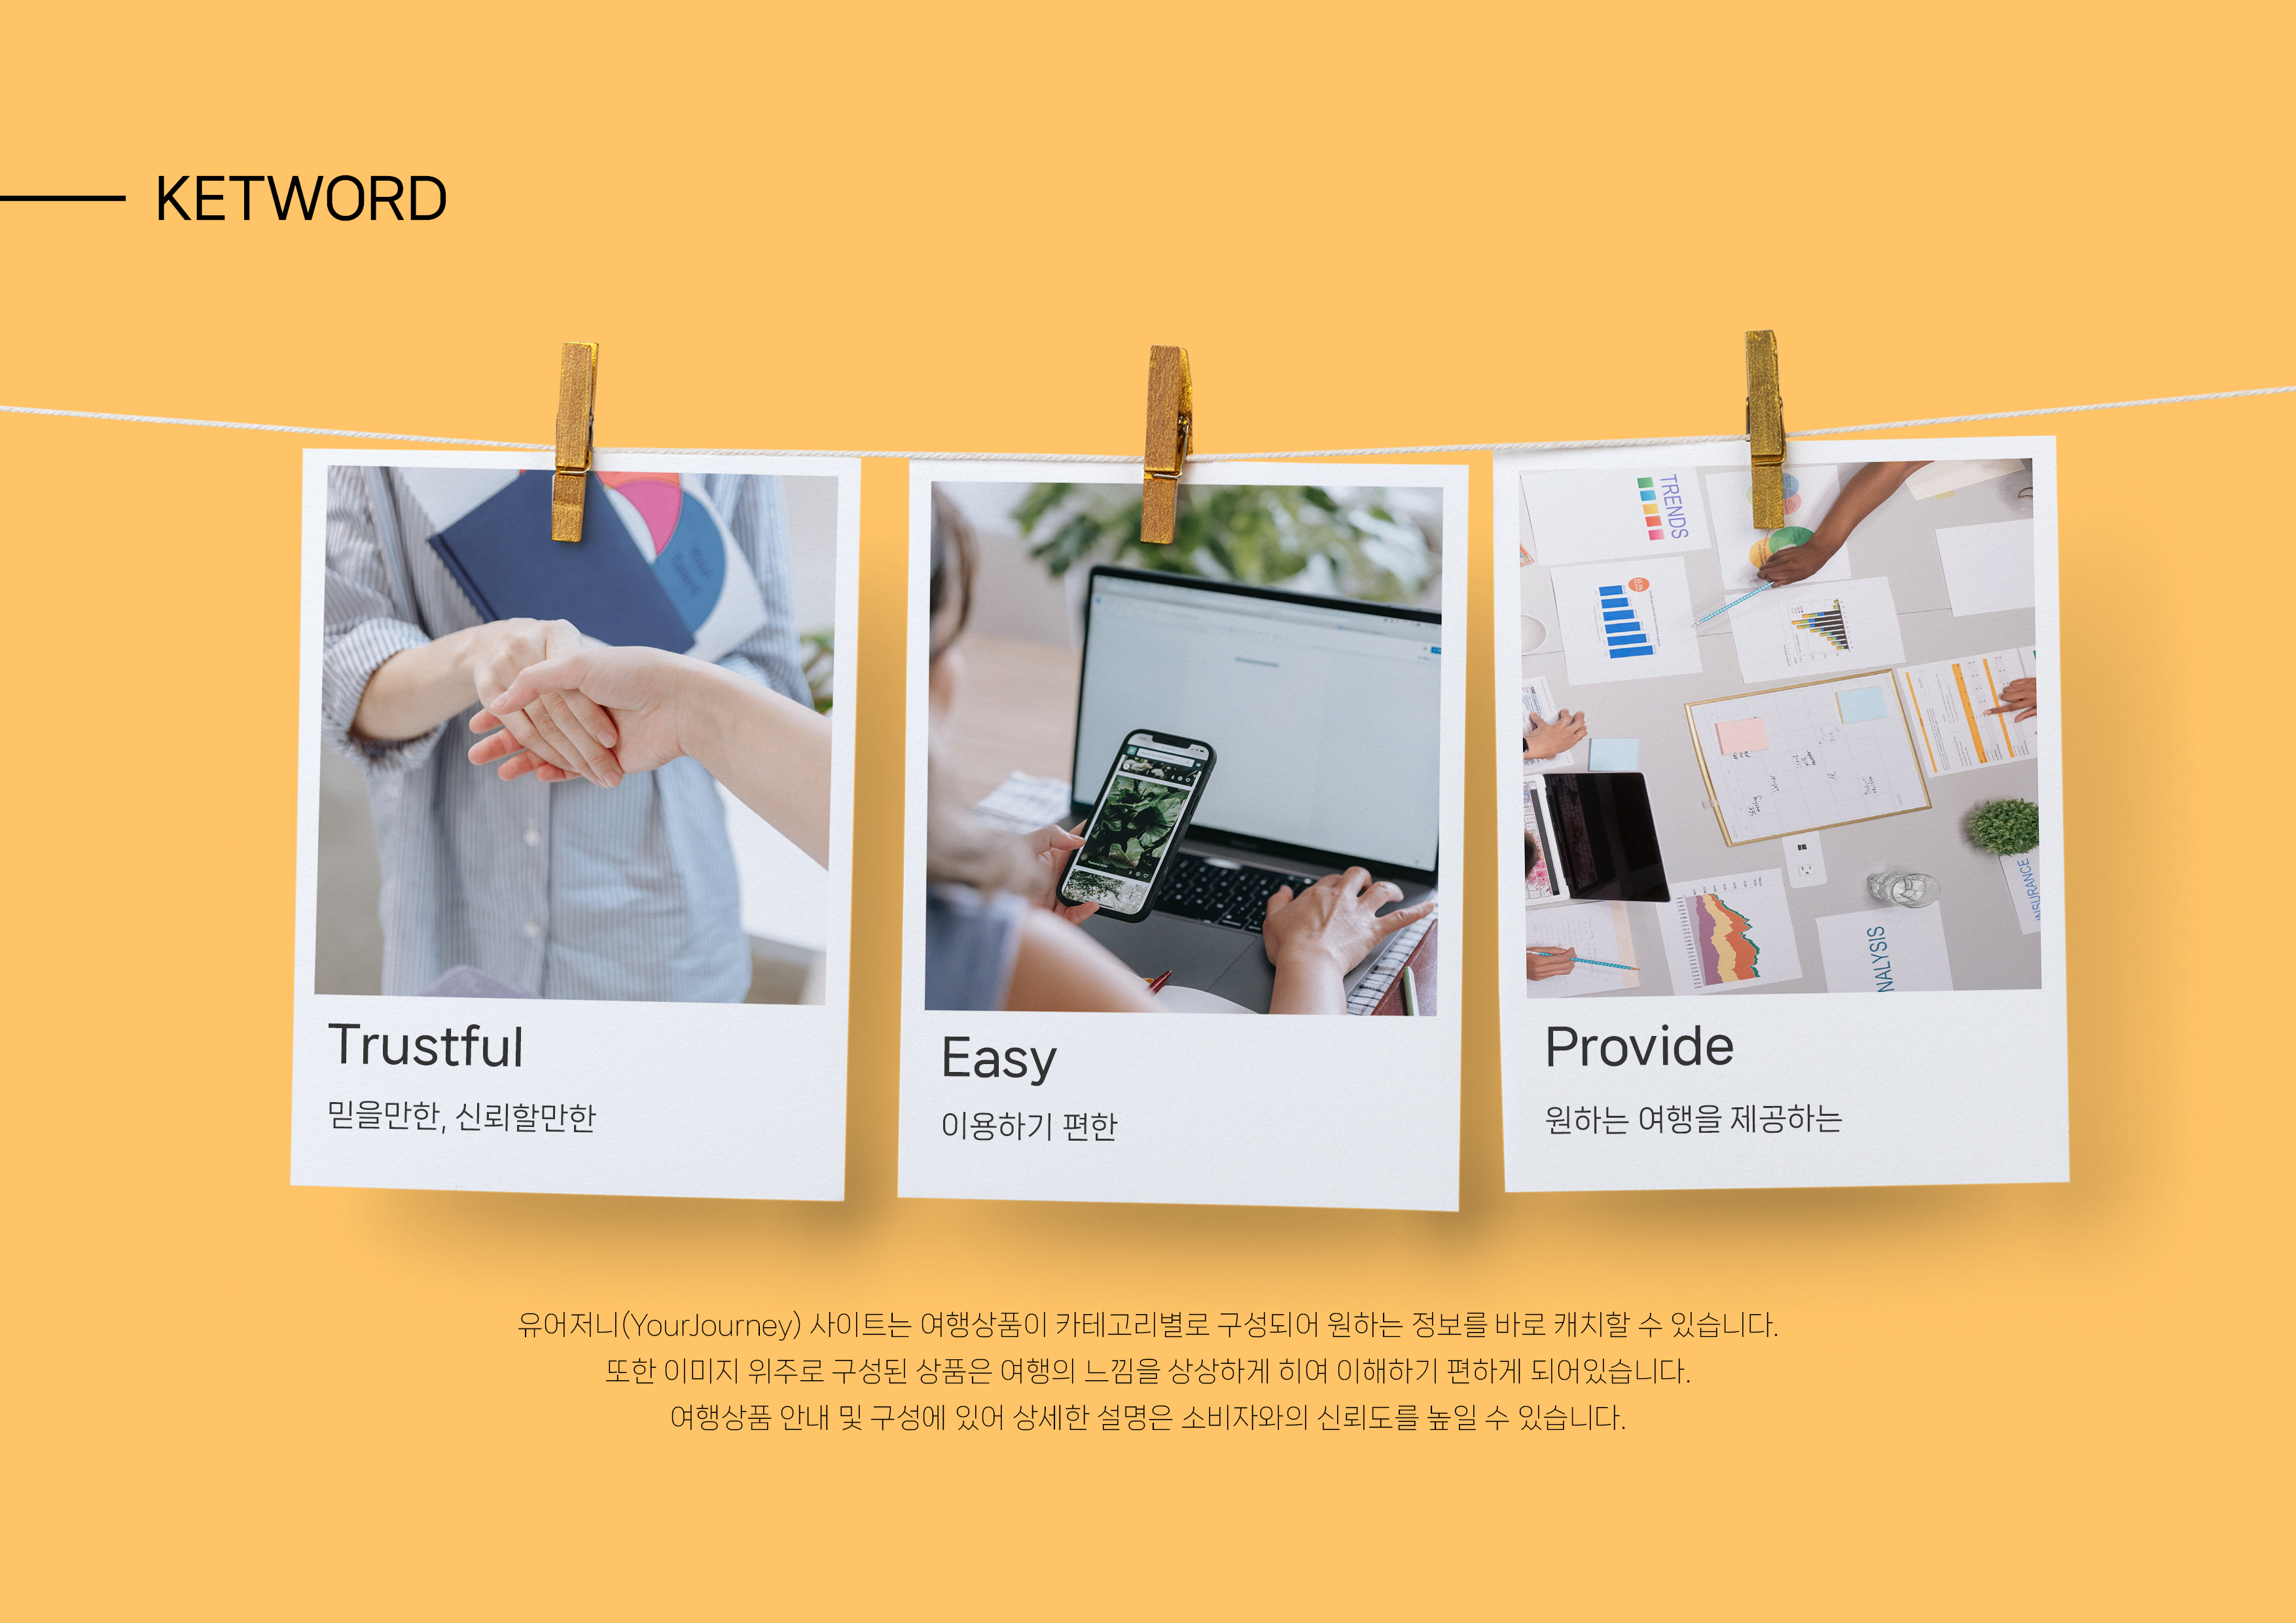 KETWORD
TRENDS
NALYSIS
INSURANCE
Trustful
믿을만한, 신뢰할만한
Easy
이용하기 편한
Provide
원하는 여행을 제공하는
유어저니(YourJourney) 사이트는 여행상품이 카테고리별로 구성되어 원하는 정보를 바로 캐치할 수 있습니다.
또한 이미지 위주로 구성된 상품은 여행의 느낌을 상상하게 히여 이해하기 편하게 되어있습니다.
여행상품 안내 및 구성에 있어 상세한 설명은 소비자와의 신뢰도를 높일 수 있습니다.